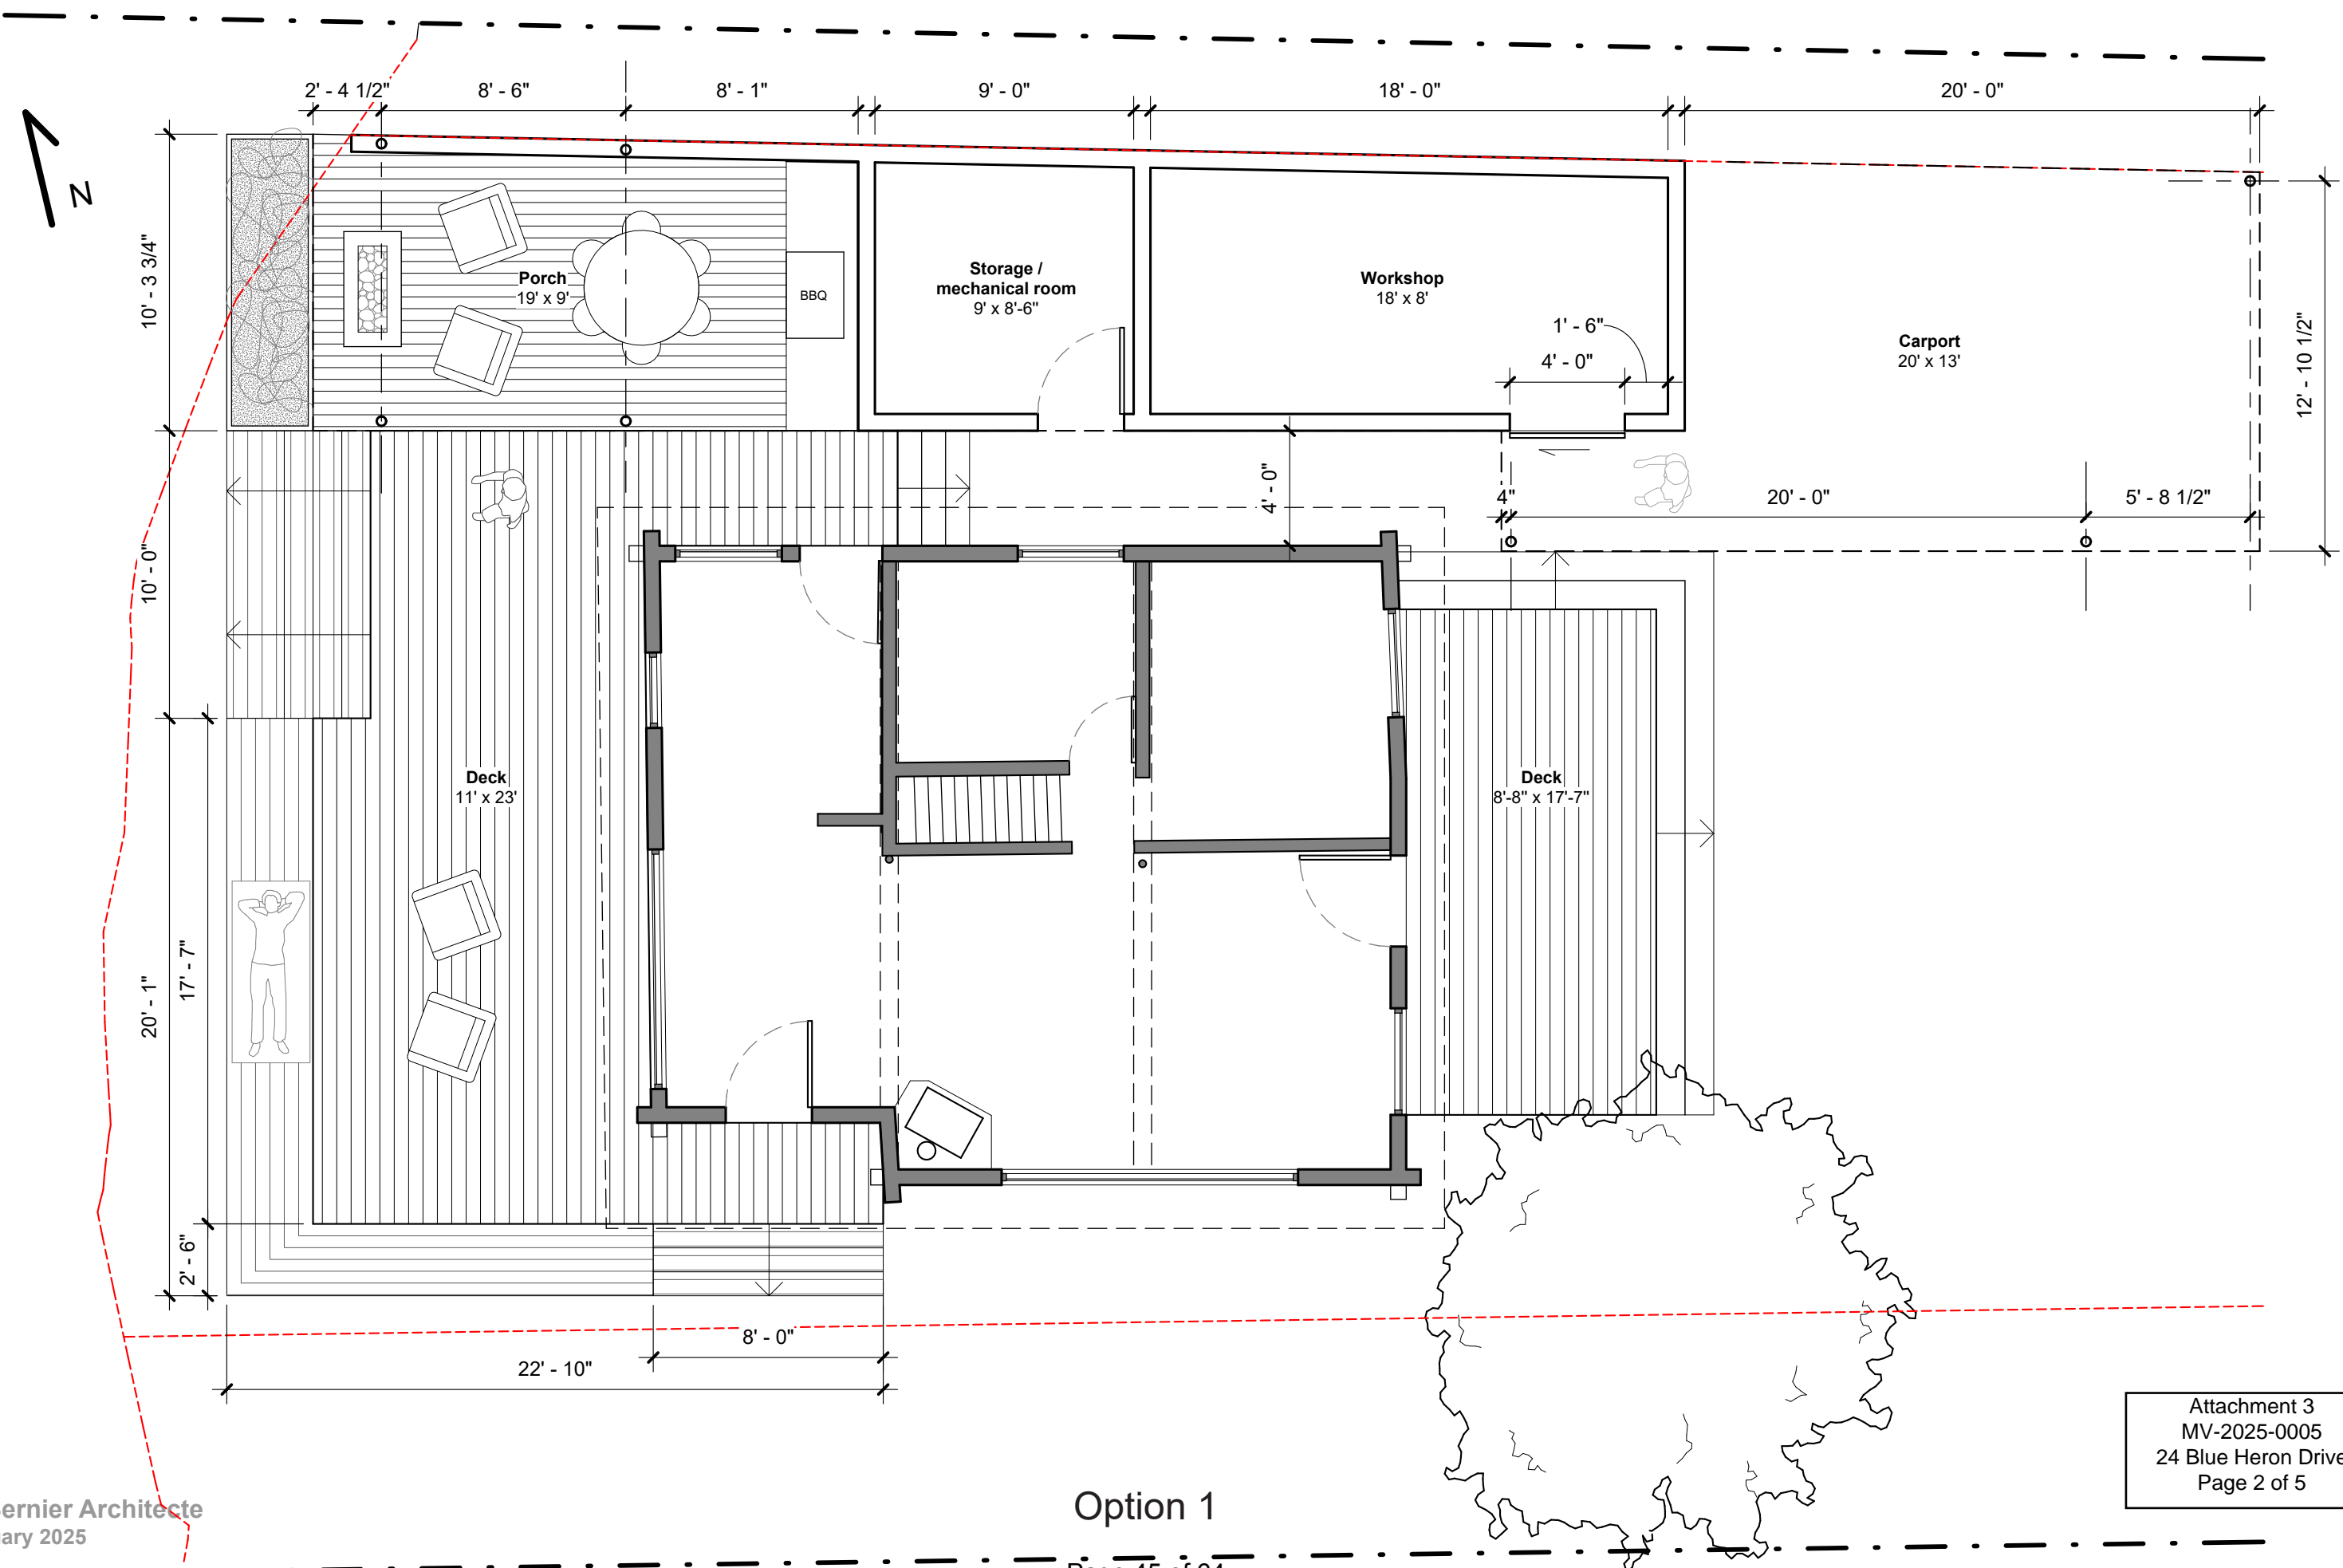 2' - 4 1/2"
8' - 6"
8' - 1"
9' - 0"
18' - 0"
20' - 0"
N
10' - 3 3/4"
Porch
19' x 9'
BBQ
Storage /
mechanical room
9' x 8'-6"
Workshop
18' x 8'
1' - 6"
4' - 0"
Carport
20' x 13'
12' - 10 1/2"
4' - 0"
4"
20' - 0"
5' - 8 1/2"
10' - 0"
Deck
11' x 23'
Deck
8'-8" x 17'-7"
20' - 1"
17' - 7"
2' - 6"
8' - 0"
22' - 10"
Attachment 3
MV-2025-0005
24 Blue Heron Drive
Page 2 of 5
ernier Architecte
ary 2025
Option 1